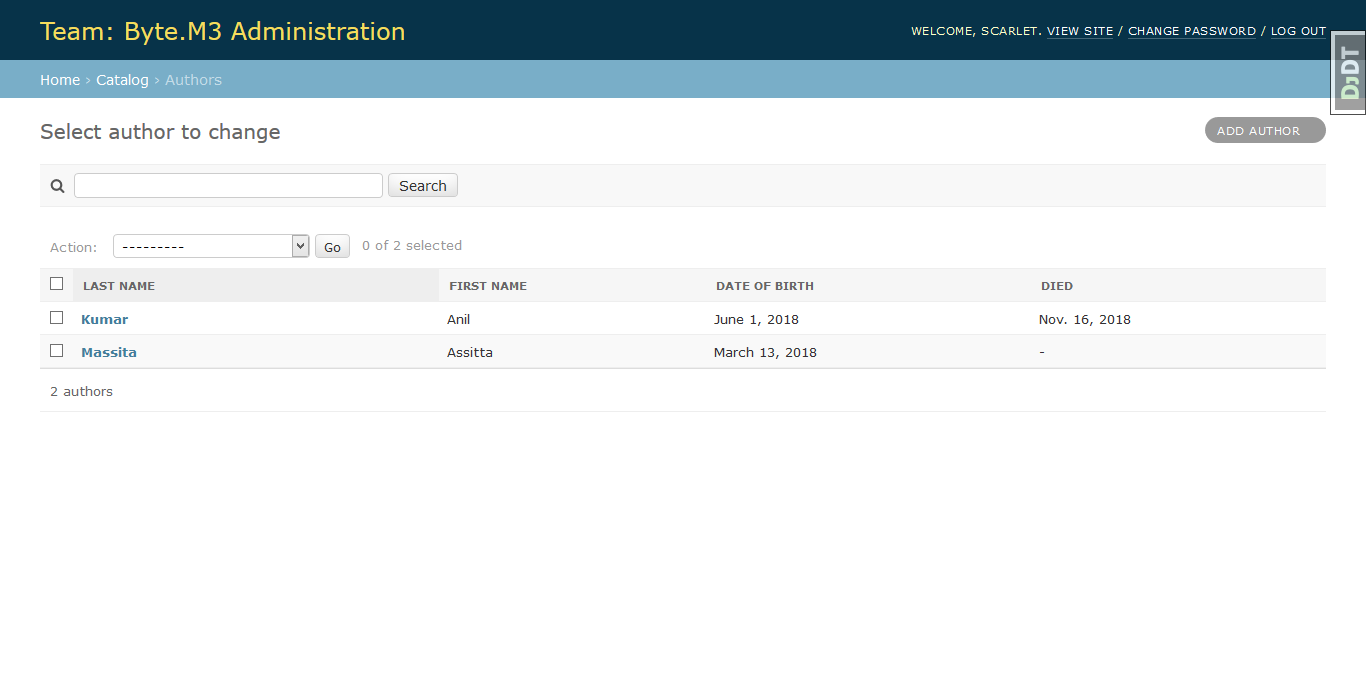 Team: Byte.M3 Administration
WELCOME, SCARLET. VIEW SITE / CHANGE PASSWORD / LOG OUT
DjDT
Home › Catalog › Authors
Select author to change
ADD AUTHOR
Search
Action: --------- Go 0 of 2 selected
LAST NAME FIRST NAME DATE OF BIRTH DIED
Kumar Anil June 1, 2018 Nov. 16, 2018
Massita Assitta March 13, 2018 -
2 authors